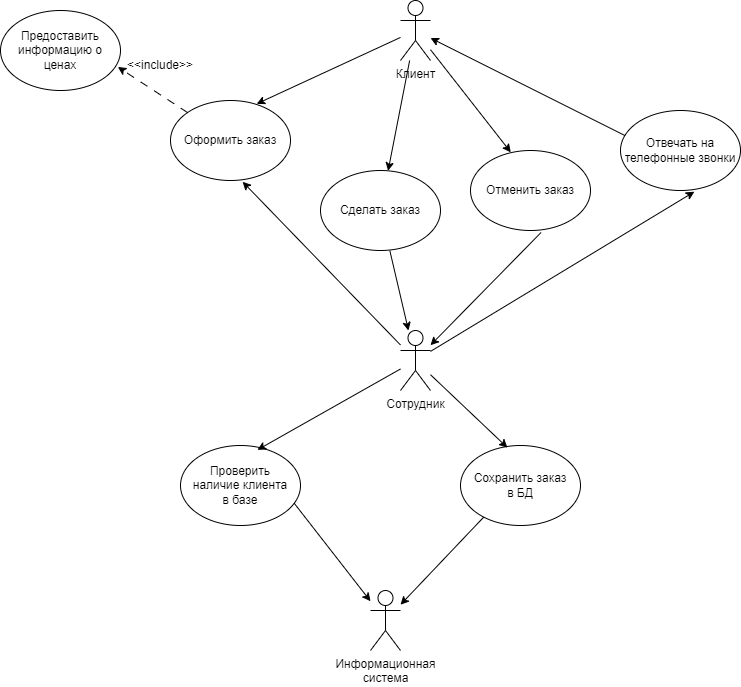 Предоставить
информацию о
ценах
<<include>>
Клиент
Оформить заказ
Сделать заказ
Отменить заказ
Отвечать на
телефонные звонки
Сотрудник
Проверить
наличие клиента
в базе
Сохранить заказ
в БД
Информационная
система